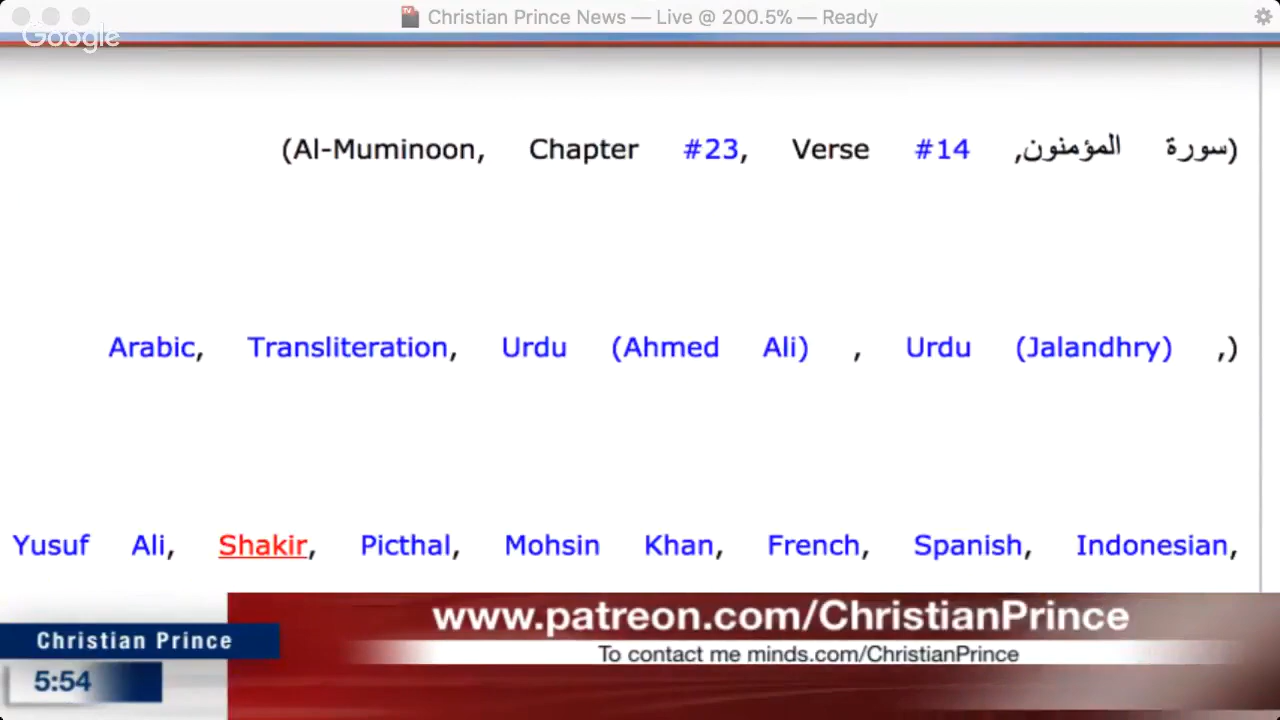 Christian Prince News — Live @ 200.5% — Ready
Google
(Al-Muminoon, Chapter #23, Verse #14 سورة المؤمنون,)
Arabic, Transliteration, Urdu (Ahmed Ali) , Urdu (Jalandhry) ,)
Yusuf Ali, Shakir, Picthal, Mohsin Khan, French, Spanish, Indonesian,
www.patreon.com/ChristianPrince
To contact me minds.com/ChristianPrince
Christian Prince
5:54